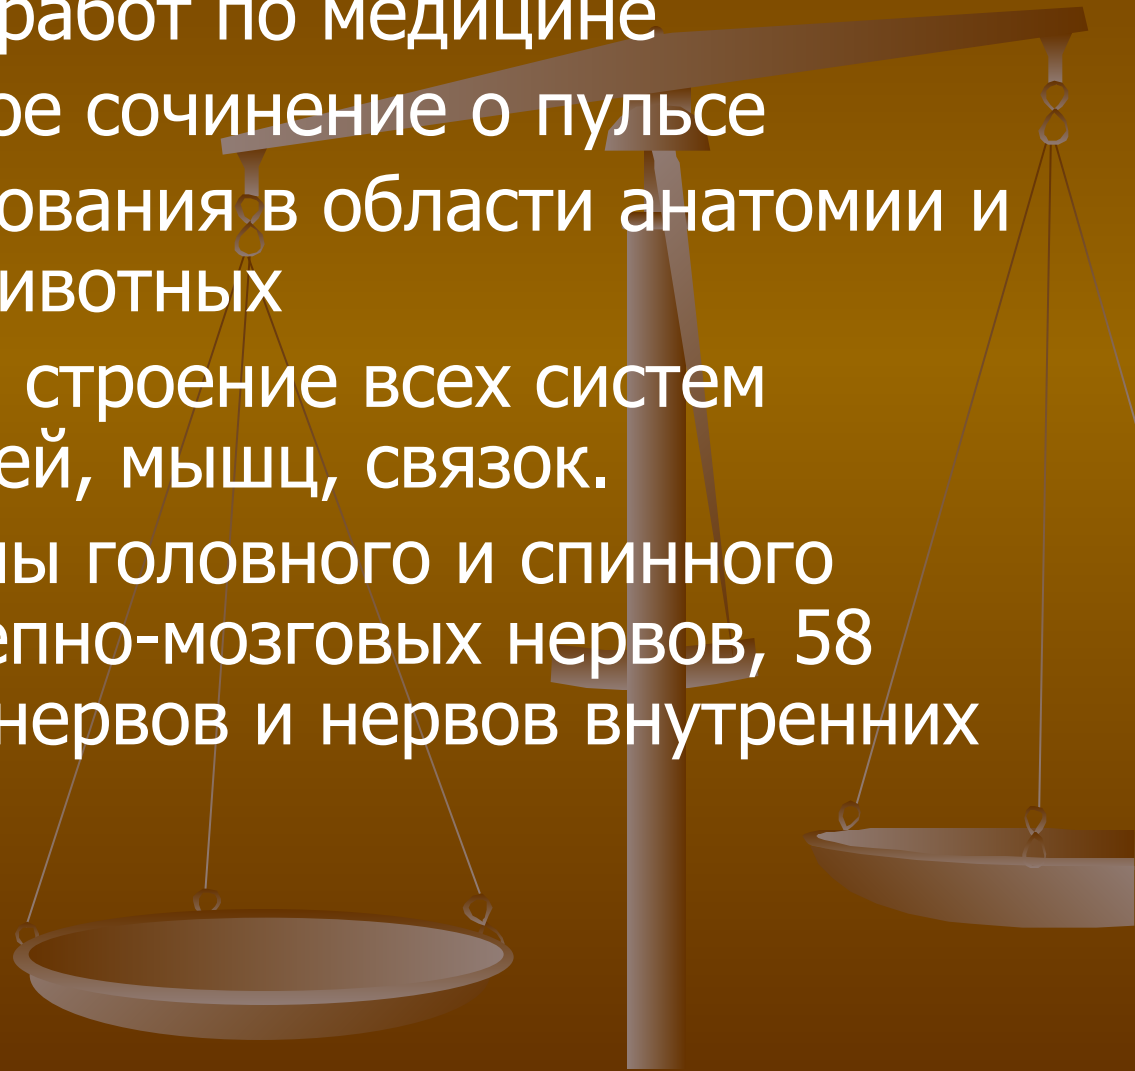 работ по медицине
ое сочинение о пульсе
ования в области анатомии и
ивотных
строение всех систем
ей, мышц, связок.
ны головного и спинного
епно-мозговых нервов, 58
нервов и нервов внутренних